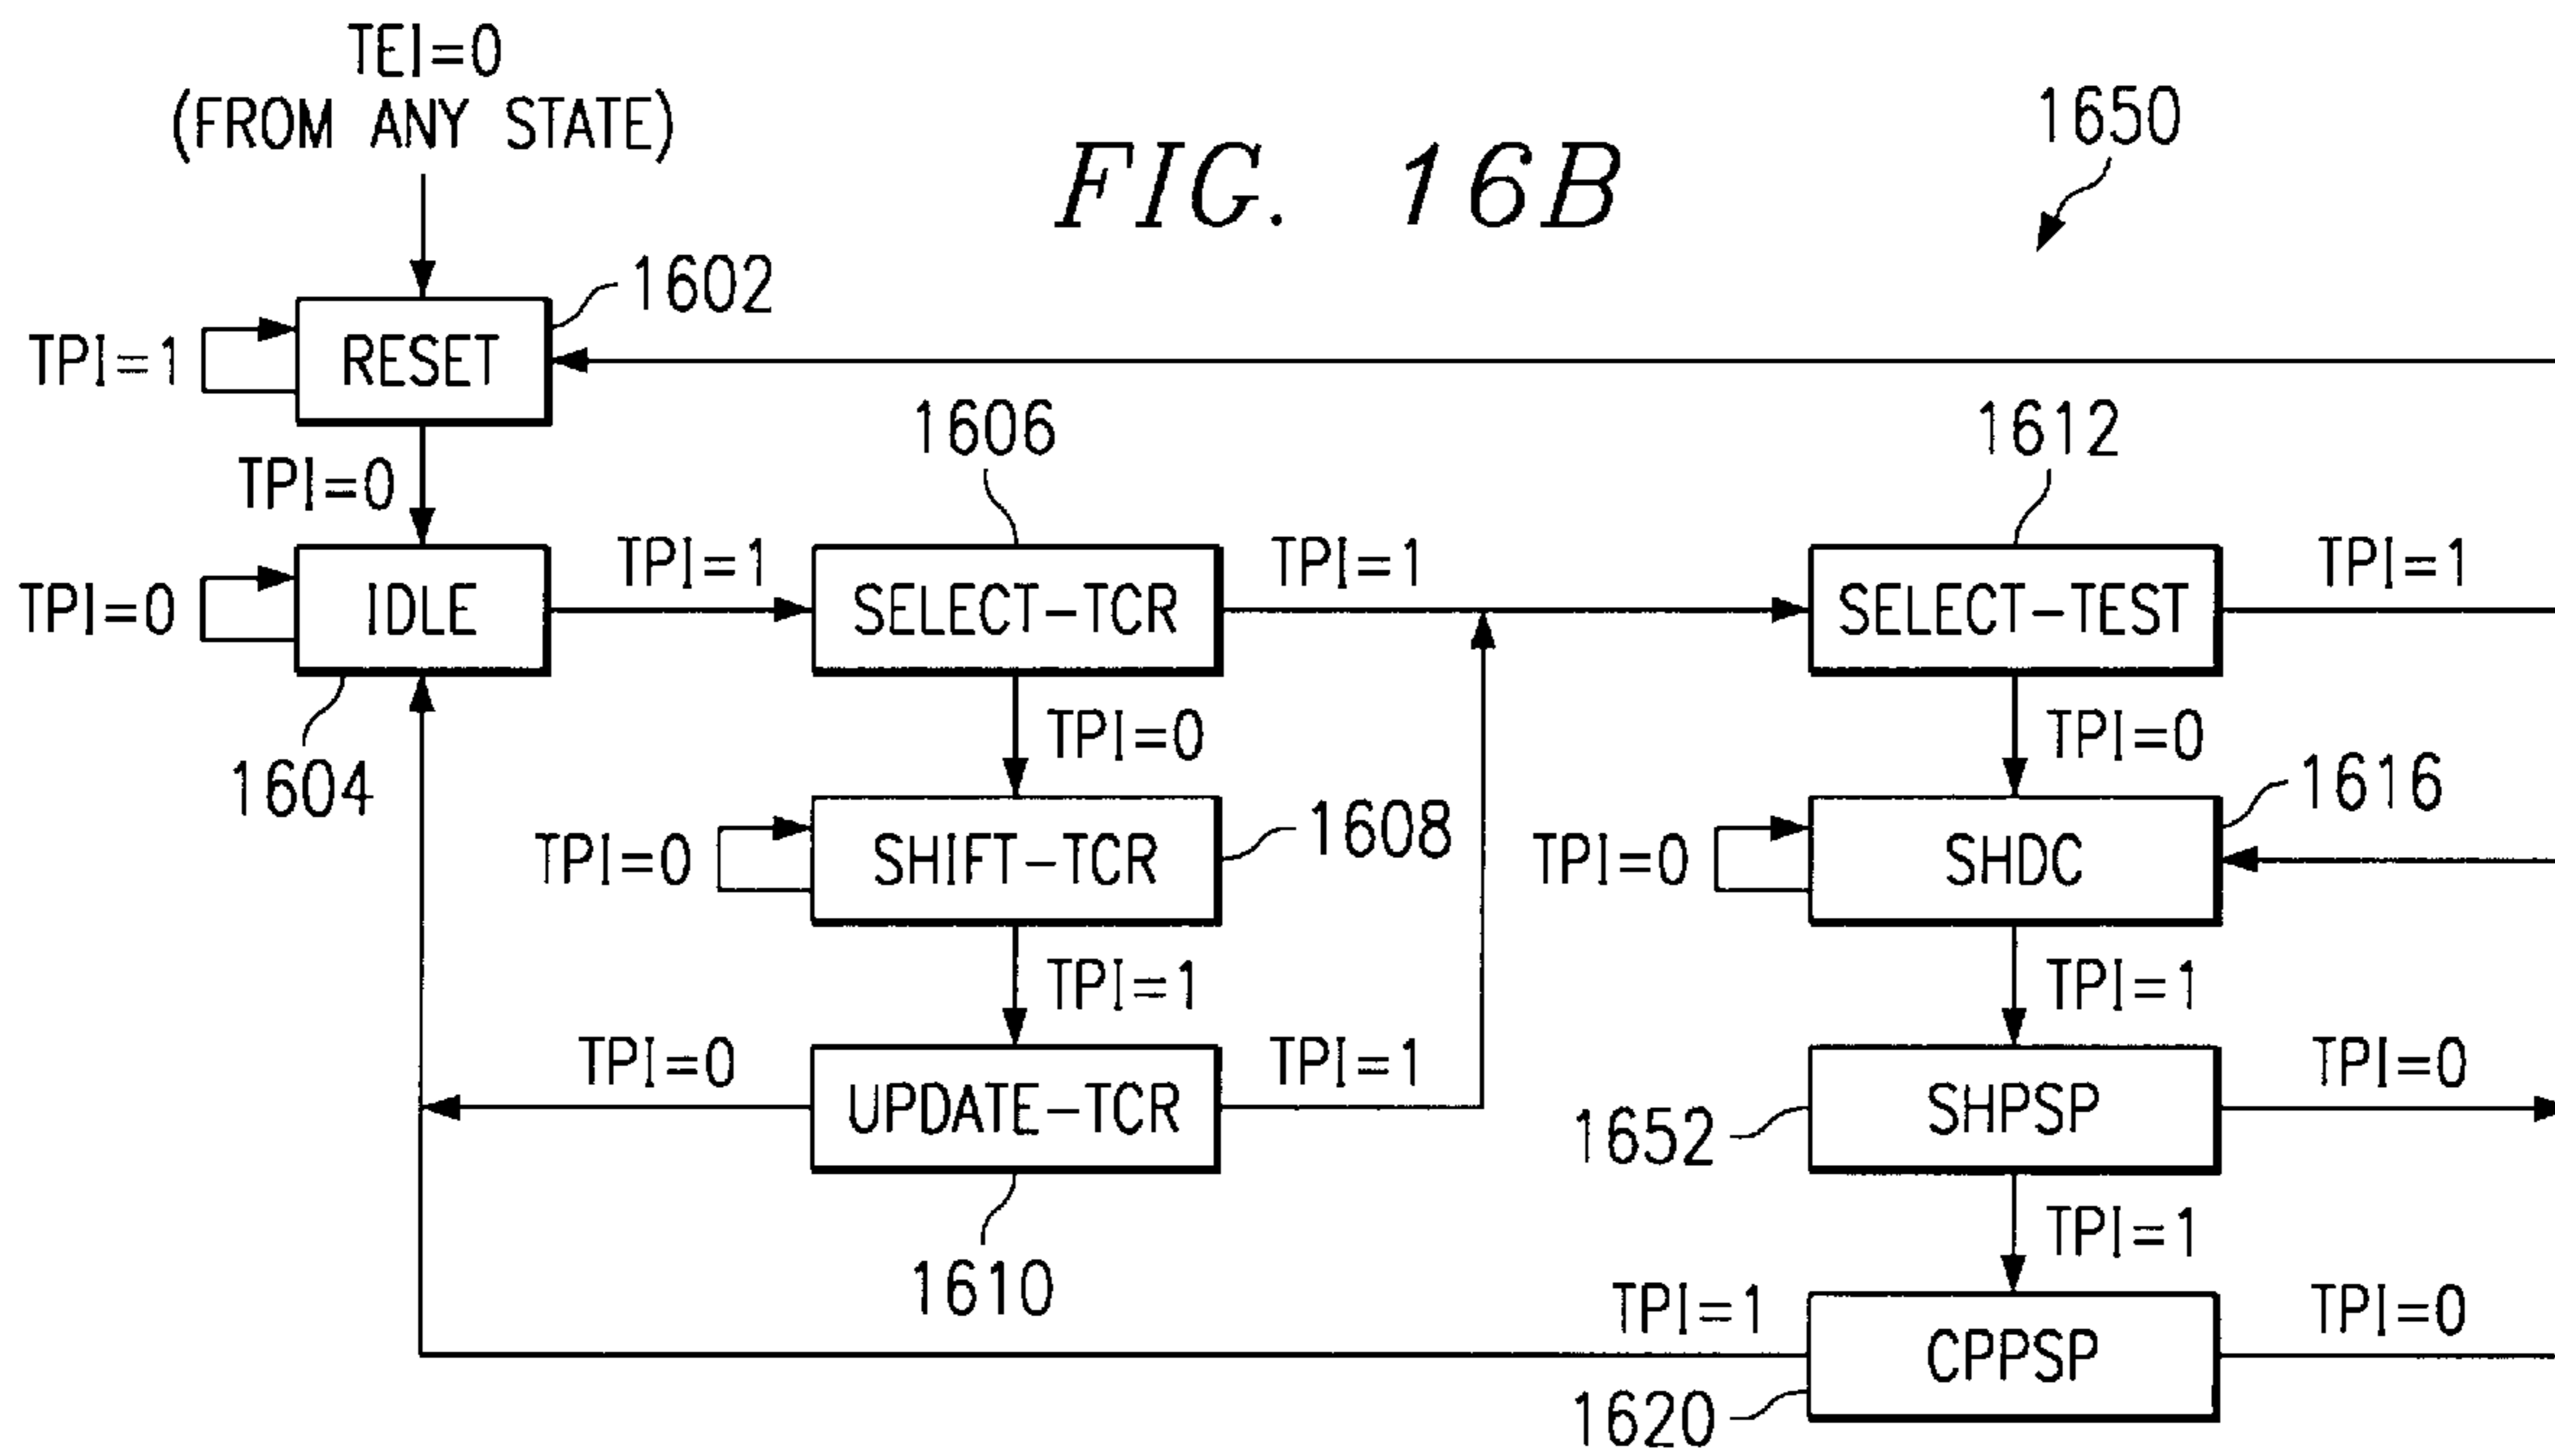 TEI=0
(FROM ANY STATE)
FIG. 16B
1650
1602
TPI=1
RESET
TPI=0
1606
1612
TPI=0
IDLE
TPI=1
SELECT-TCR
TPI=1
SELECT-TEST
TPI=1
1604
TPI=0
TPI=0
1616
TPI=0
SHIFT-TCR
1608
TPI=0
SHDC
TPI=1
TPI=1
TPI=0
UPDATE-TCR
TPI=1
1652
SHPSP
TPI=0
1610
TPI=1
TPI=1
CPPSP
TPI=0
1620